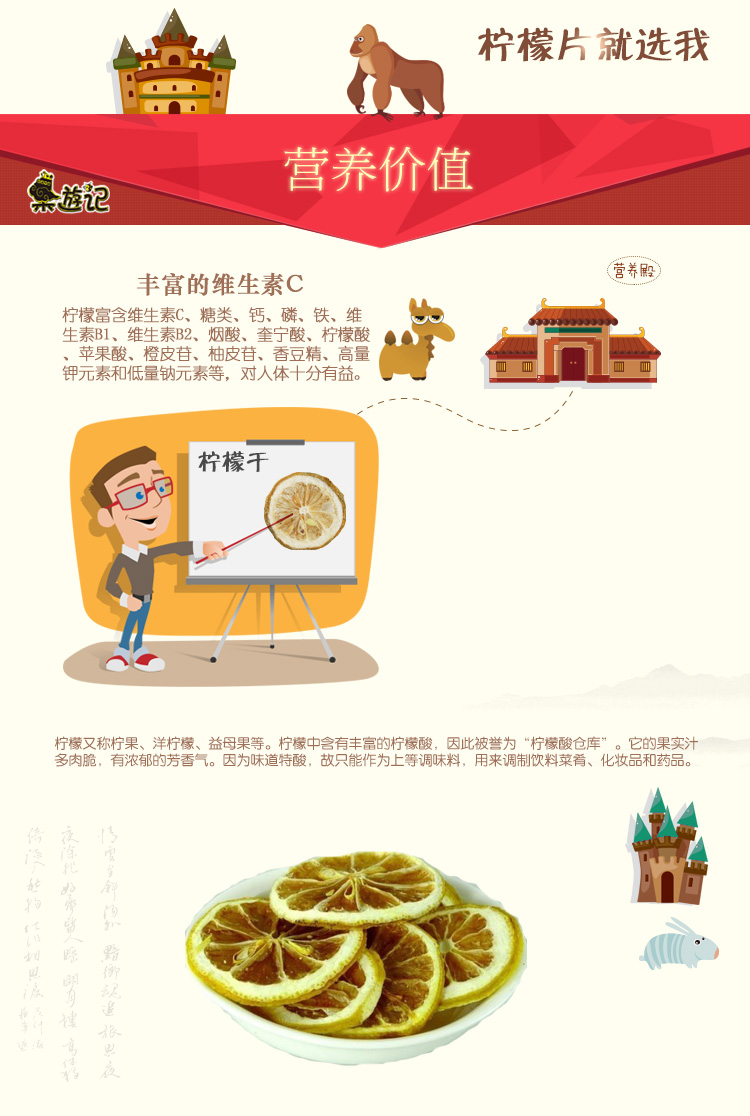 柠檬片就选我
营养价值
桌遊记
营养殿
丰富的维生素C
柠檬富含维生素C、糖类、钙、磷、铁、维
生素B1、维生素B2、烟酸、奎宁酸、柠檬酸
、苹果酸、橙皮苷、柚皮苷、香豆精、高量
钾元素和低量钠元素等，对人体十分有益。
柠檬干
柠檬又称柠果、洋柠檬、益母果等。柠檬中含有丰富的柠檬酸，因此被誉为“柠檬酸仓库”。它的果实汁
多肉脆，有浓郁的芳香气。因为味道特酸，故只能作为上等调味料，用来调制饮料菜肴、化妆品和药品。